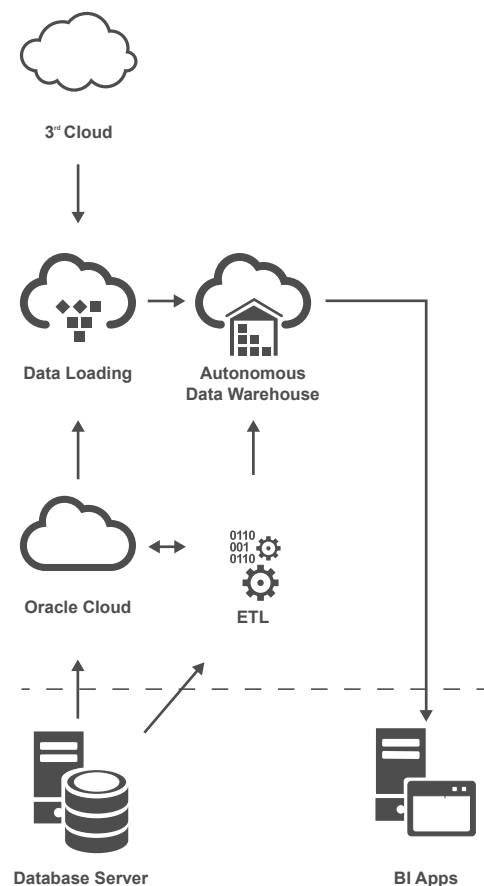 3rd Cloud
Data Loading
Autonomous
Data Warehouse
Oracle Cloud
0110
001
0110
ETL
Database Server
BI Apps